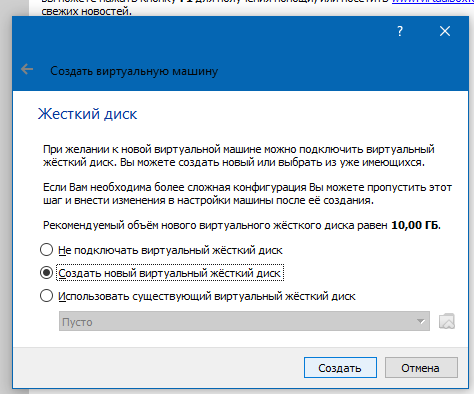 свежих новостей.
?
Создать виртуальную машину
Жесткий диск
При желании к новой виртуальной машине можно подключить виртуальный
жёсткий диск. Вы можете создать новый или выбрать из уже имеющихся.
Если Вам необходима более сложная конфигурация Вы можете пропустить этот
шаг и внести изменения в настройки машины после её создания.
Рекомендуемый объём нового виртуального жёсткого диска равен 10,00 ГБ.
Не подключать виртуальный жёсткий диск
Создать новый виртуальный жёсткий диск
Использовать существующий виртуальный жёсткий диск
Пусто
Создать
Отмена